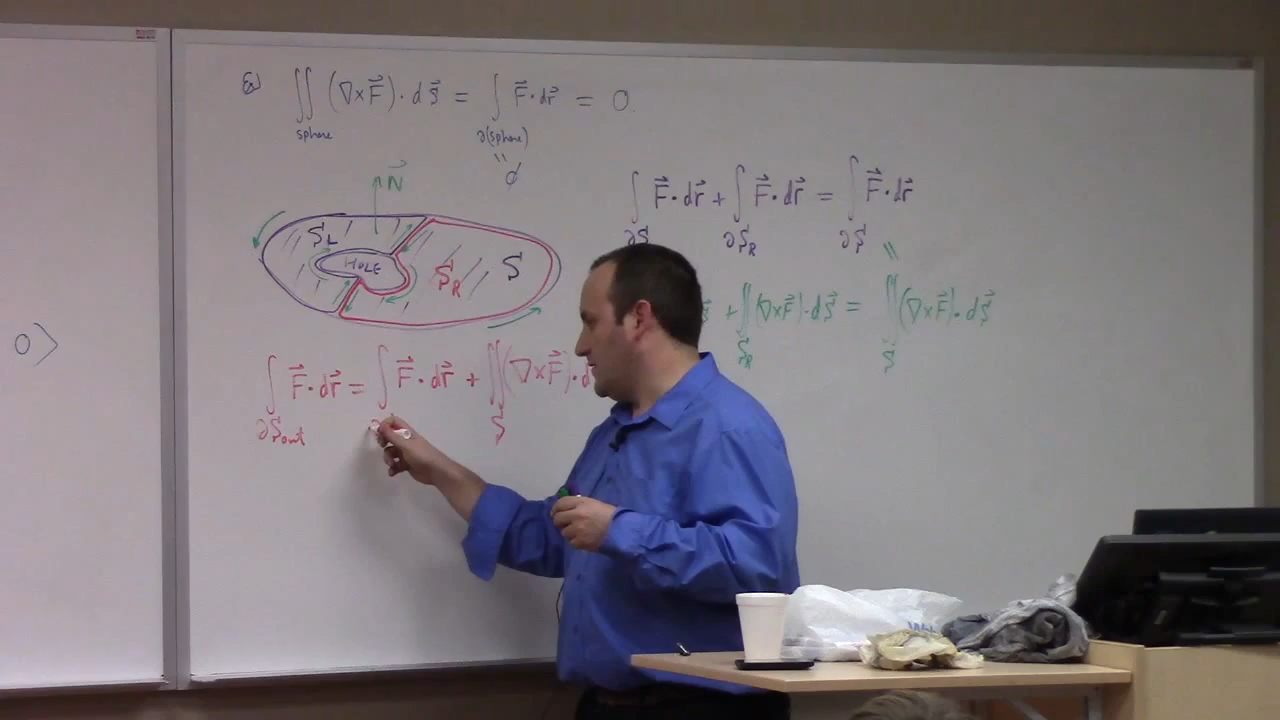 Ex) ∬ (∇×F⃗)·dS⃗ = ∫ F⃗·dr⃗ = 0.
sphere ∂(sphere)
∅
N⃗
∫ F⃗·dr⃗ + ∫ F⃗·dr⃗ = ∫ F⃗·dr⃗
∂S ∂S_R ∂S
S_L
HOLE
S_R
S
+ ∬ (∇×F⃗)·dS⃗ = ∬ (∇×F⃗)·dS⃗
S_R S
0⟩
∫ F⃗·dr⃗ = ∫ F⃗·dr⃗ + ∬ (∇×F⃗)·d
∂S_out S